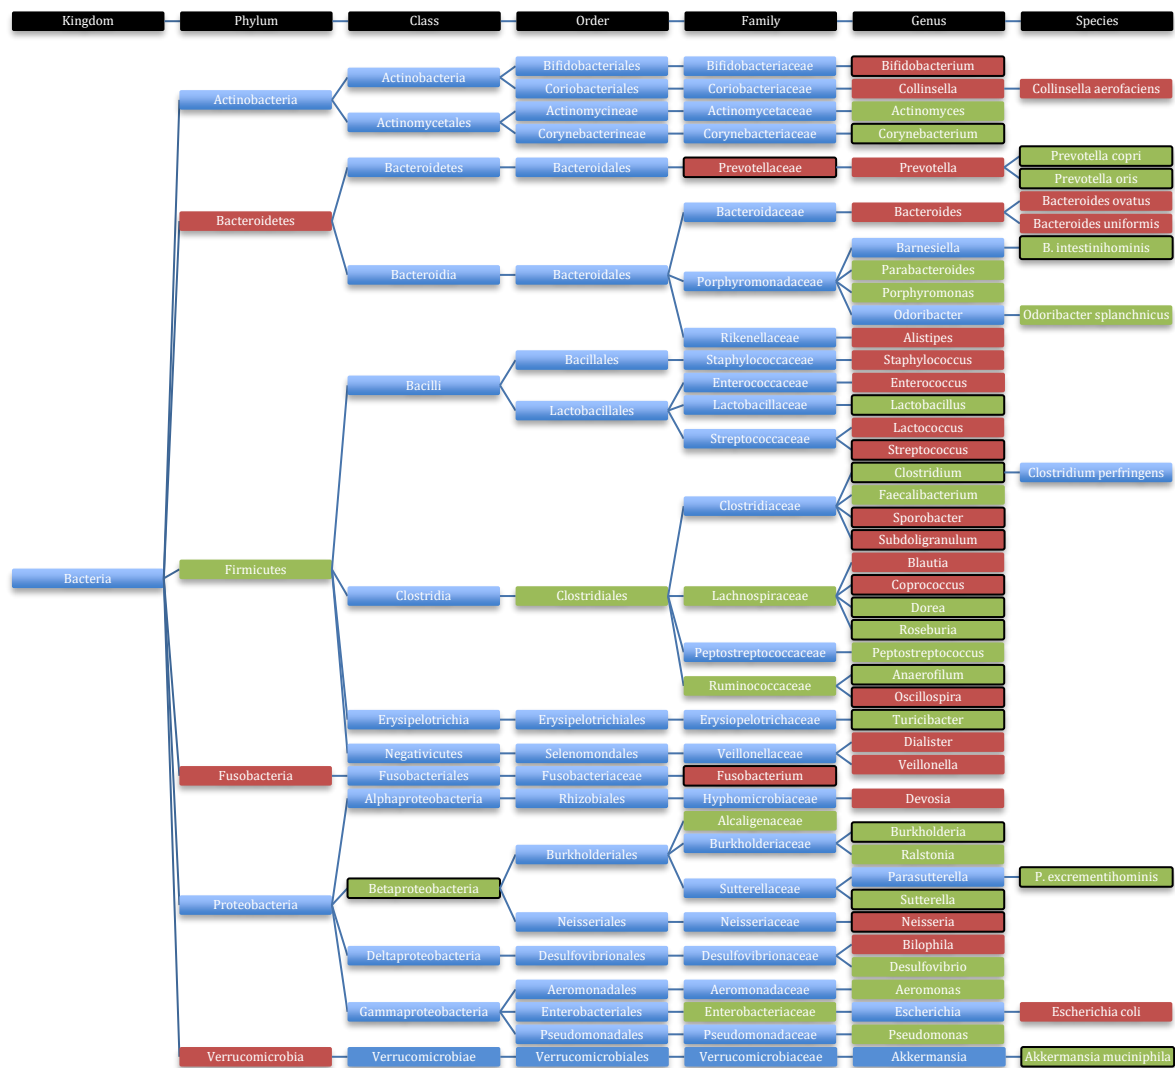 Kingdom Phylum Class Order Family Genus Species
Bifidobacteriales Bifidobacteriaceae Bifidobacterium
Actinobacteria
Coriobacteriales Coriobacteriaceae Collinsella Collinsella aerofaciens
Actinobacteria
Actinomycineae Actinomycetaceae Actinomyces
Actinomycetales
Corynebacterineae Corynebacteriaceae Corynebacterium
Prevotella copri
Bacteroidetes Bacteroidales Prevotellaceae Prevotella
Prevotella oris
Bacteroides ovatus
Bacteroidetes Bacteroidaceae Bacteroides
Bacteroides uniformis
Barnesiella B. intestinihominis
Bacteroidia Bacteroidales Parabacteroides
Porphyromonadaceae
Porphyromonas
Odoribacter Odoribacter splanchnicus
Rikenellaceae Alistipes
Bacillales Staphylococcaceae Staphylococcus
Bacilli Enterococcaceae Enterococcus
Lactobacillales Lactobacillaceae Lactobacillus
Lactococcus
Streptococcaceae
Streptococcus
Clostridium Clostridium perfringens
Faecalibacterium
Clostridiaceae
Sporobacter
Subdoligranulum
Blautia
Bacteria Firmicutes
Coprococcus
Clostridia Clostridiales Lachnospiraceae
Dorea
Roseburia
Peptostreptococcaceae Peptostreptococcus
Anaerofilum
Ruminococcaceae
Oscillospira
Erysipelotrichia Erysipelotrichiales Erysiopelotrichaceae Turicibacter
Dialister
Negativicutes Selenomondales Veillonellaceae
Veillonella
Fusobacteria Fusobacteriales Fusobacteriaceae Fusobacterium
Alphaproteobacteria Rhizobiales Hyphomicrobiaceae Devosia
Alcaligenaceae
Burkholderia
Burkholderiales Burkholderiaceae
Ralstonia
Parasutterella P. excrementihominis
Betaproteobacteria Sutterellaceae
Sutterella
Proteobacteria
Neisseriales Neisseriaceae Neisseria
Bilophila
Deltaproteobacteria Desulfovibrionales Desulfovibrionaceae
Desulfovibrio
Aeromonadales Aeromonadaceae Aeromonas
Gammaproteobacteria Enterobacteriales Enterobacteriaceae Escherichia Escherichia coli
Pseudomonadales Pseudomonadaceae Pseudomonas
Verrucomicrobia Verrucomicrobiae Verrucomicrobiales Verrucomicrobiaceae Akkermansia Akkermansia muciniphila